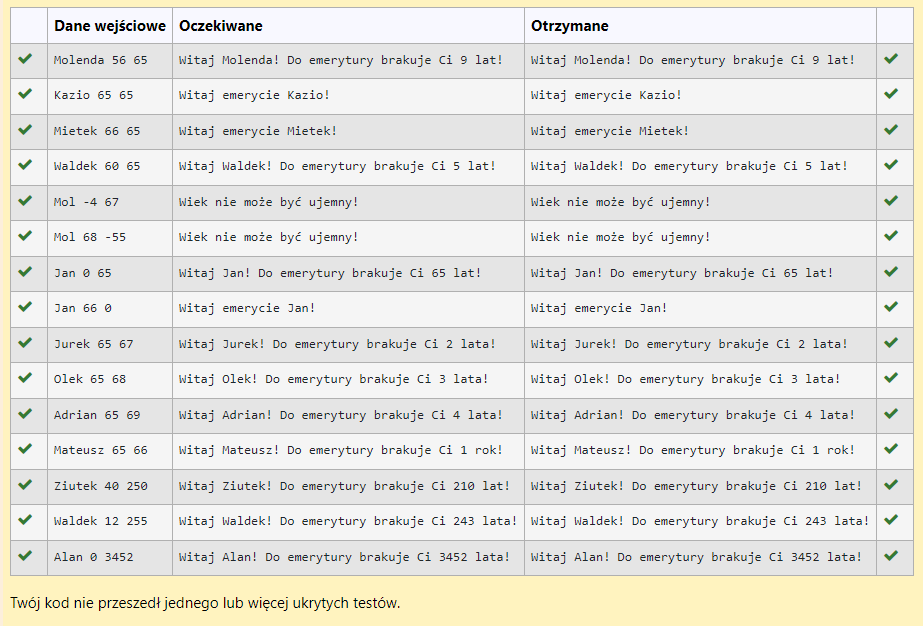 Dane wejściowe Oczekiwane Otrzymane
Molenda 56 65 Witaj Molenda! Do emerytury brakuje Ci 9 lat! Witaj Molenda! Do emerytury brakuje Ci 9 lat!
Kazio 65 65 Witaj emerycie Kazio! Witaj emerycie Kazio!
Mietek 66 65 Witaj emerycie Mietek! Witaj emerycie Mietek!
Waldek 60 65 Witaj Waldek! Do emerytury brakuje Ci 5 lat! Witaj Waldek! Do emerytury brakuje Ci 5 lat!
Mol -4 67 Wiek nie może być ujemny! Wiek nie może być ujemny!
Mol 68 -55 Wiek nie może być ujemny! Wiek nie może być ujemny!
Jan 0 65 Witaj Jan! Do emerytury brakuje Ci 65 lat! Witaj Jan! Do emerytury brakuje Ci 65 lat!
Jan 66 0 Witaj emerycie Jan! Witaj emerycie Jan!
Jurek 65 67 Witaj Jurek! Do emerytury brakuje Ci 2 lata! Witaj Jurek! Do emerytury brakuje Ci 2 lata!
Olek 65 68 Witaj Olek! Do emerytury brakuje Ci 3 lata! Witaj Olek! Do emerytury brakuje Ci 3 lata!
Adrian 65 69 Witaj Adrian! Do emerytury brakuje Ci 4 lata! Witaj Adrian! Do emerytury brakuje Ci 4 lata!
Mateusz 65 66 Witaj Mateusz! Do emerytury brakuje Ci 1 rok! Witaj Mateusz! Do emerytury brakuje Ci 1 rok!
Ziutek 40 250 Witaj Ziutek! Do emerytury brakuje Ci 210 lat! Witaj Ziutek! Do emerytury brakuje Ci 210 lat!
Waldek 12 255 Witaj Waldek! Do emerytury brakuje Ci 243 lata! Witaj Waldek! Do emerytury brakuje Ci 243 lata!
Alan 0 3452 Witaj Alan! Do emerytury brakuje Ci 3452 lata! Witaj Alan! Do emerytury brakuje Ci 3452 lata!
Twój kod nie przeszedł jednego lub więcej ukrytych testów.